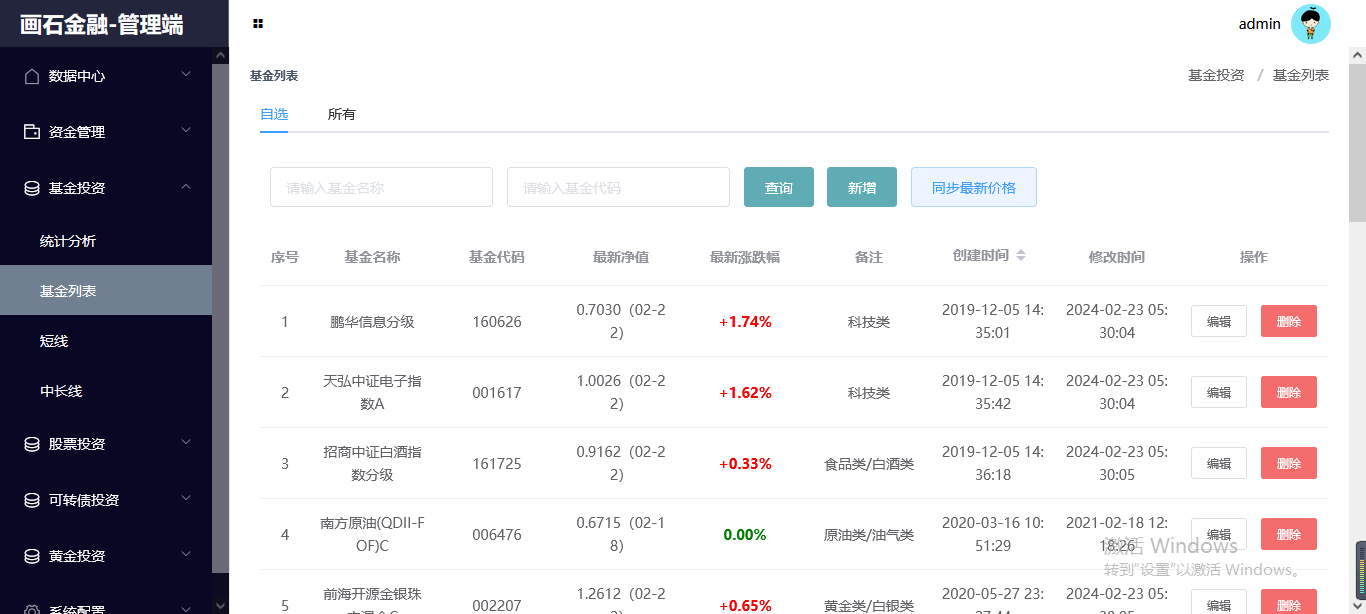 画石金融-管理端
admin
数据中心
资金管理
基金投资
统计分析
基金列表
短线
中长线
股票投资
可转债投资
黄金投资
系统配置
基金列表
基金投资 / 基金列表
自选 所有
请输入基金名称 请输入基金代码 查询 新增 同步最新价格
序号 基金名称 基金代码 最新净值 最新涨跌幅 备注 创建时间 修改时间 操作
1 鹏华信息分级 160626 0.7030 (02-2 +1.74% 科技类 2019-12-05 14: 2024-02-23 05: 编辑 删除
2) 35:01 30:04
2 天弘中证电子指 001617 1.0026 (02-2 +1.62% 科技类 2019-12-05 14: 2024-02-23 05: 编辑 删除
数A 2) 35:42 30:04
3 招商中证白酒指 161725 0.9162 (02-2 +0.33% 食品类/白酒类 2019-12-05 14: 2024-02-23 05: 编辑 删除
数分级 2) 36:18 30:05
4 南方原油(QDII-F 006476 0.6715 (02-1 0.00% 原油类/油气类 2020-03-16 10: 2021-02-18 12: 编辑 删除
OF)C 8) 51:29 18:26
5 前海开源金银珠 002207 1.2612 (02-2 +0.65% 黄金类/白银类 2020-05-27 23: 2024-02-23 05: 编辑 删除
激活 Windows
转到"设置"以激活 Windows。